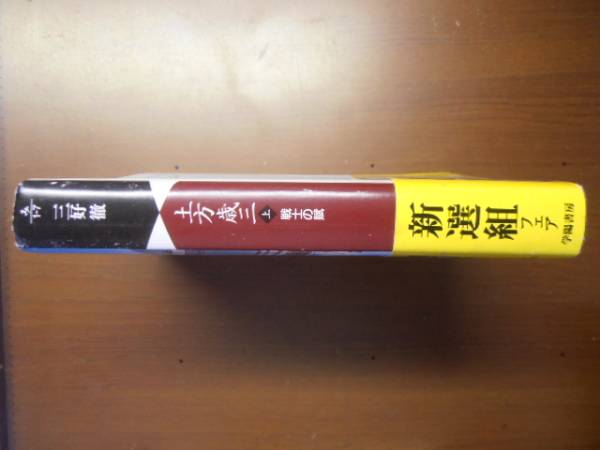 三好徹
土方歳三
上
戦士の賦
新選組
フェア
学陽書房